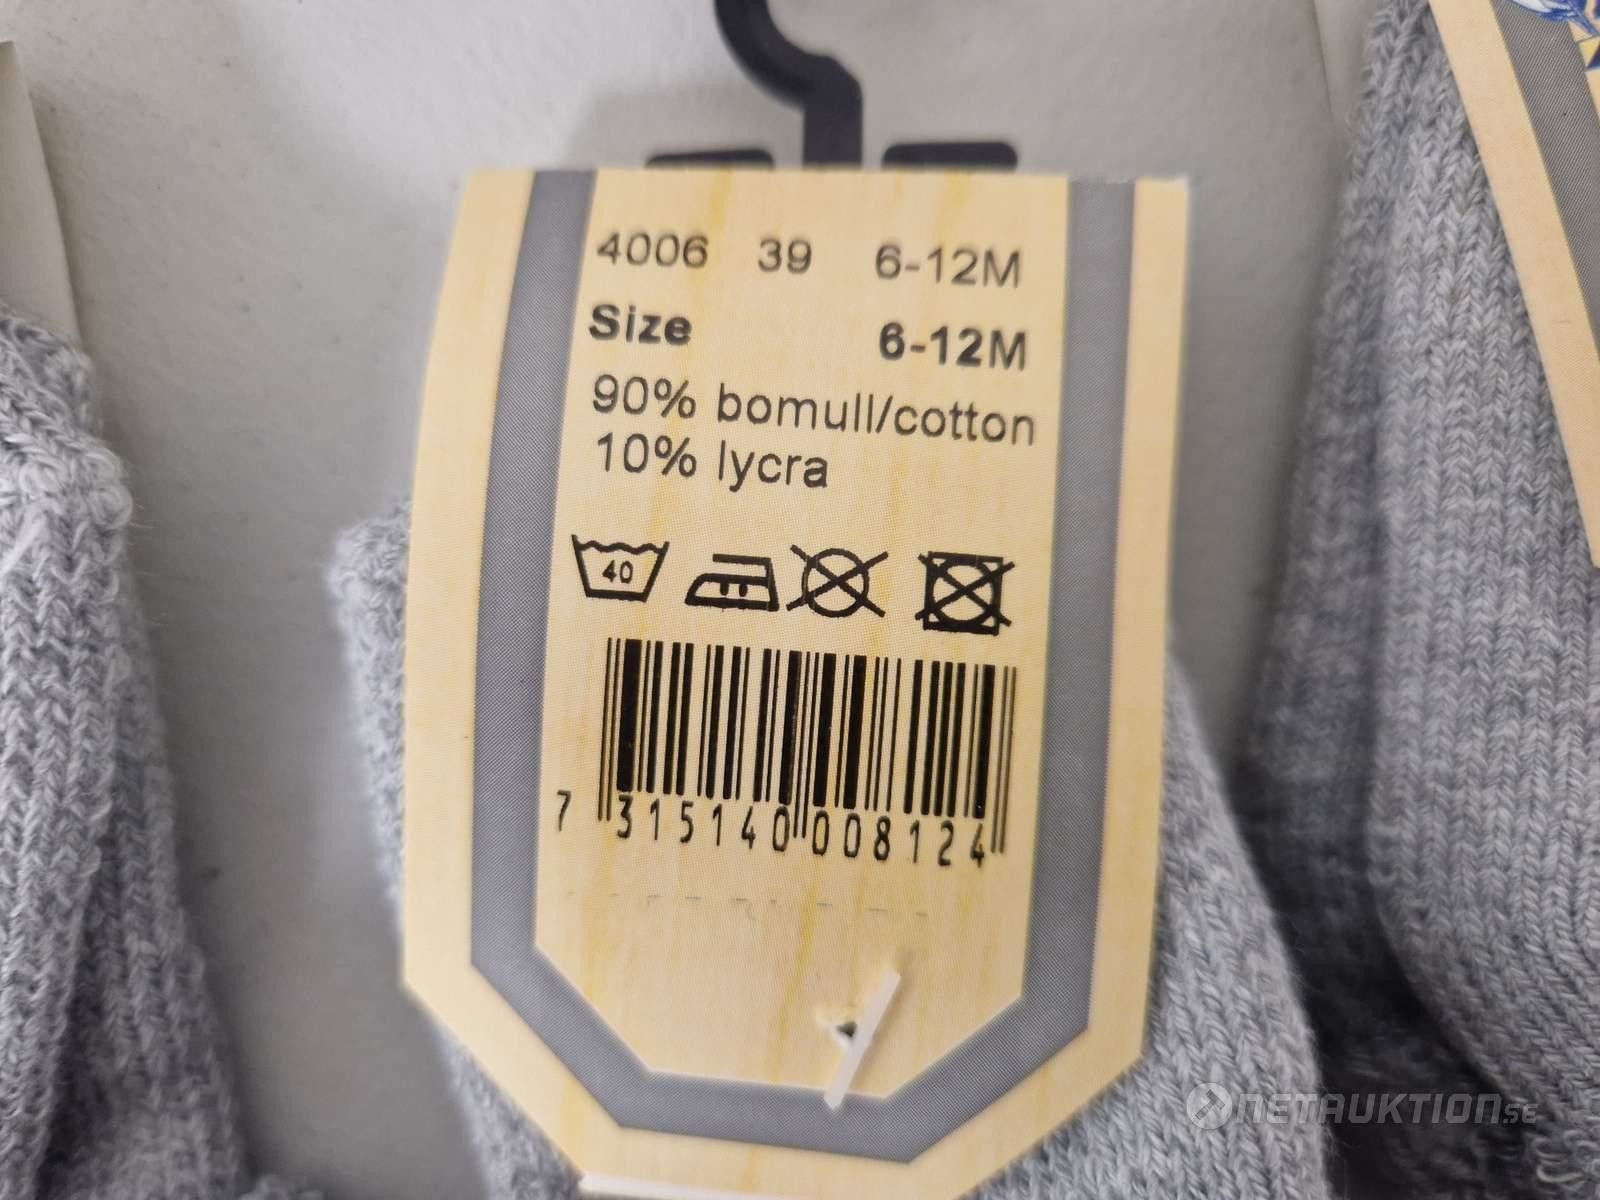 4006 39 6-12M
Size 6-12M
90% bomull/cotton
10% lycra
40
7 315140 008124
NETAUKTION.SE